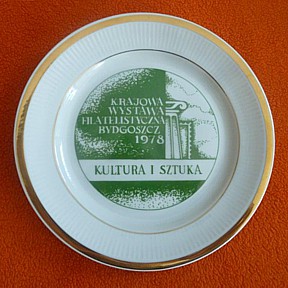 KRAJOWA
WYSTAWA
FILATELISTYCZNA
BYDGOSZCZ
1978
KULTURA I SZTUKA